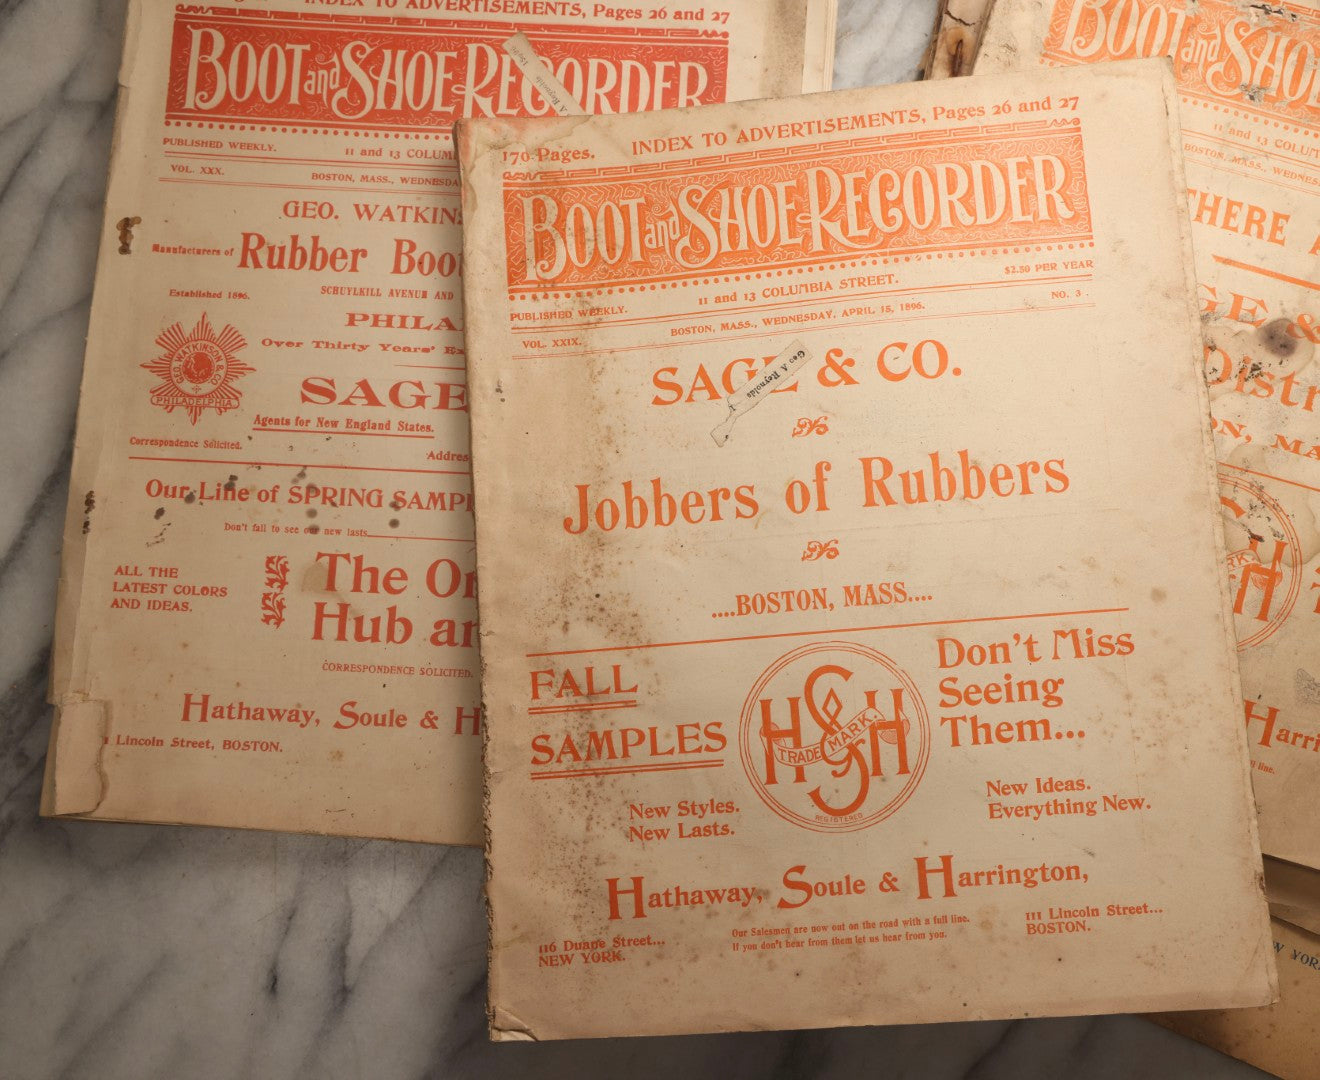 INDEX TO ADVERTISEMENTS, Pages 26 and 27
BOOT and SHOE RECORDER
PUBLISHED WEEKLY.
11 and 13 COLUM
VOL. XXX.
BOSTON, MASS., WEDNESDA
GEO. WATKINS
Manufacturers of Rubber Boo
Established 1896.
SCHUYLKILL AVENUE AND
PHILA
Over Thirty Years' Ex
GEO. WATKINSON & CO
PHILADELPHIA.
SAGE
Agents for New England States.
Correspondence Solicited.
Addres
Our Line of SPRING SAMPL
Don't fail to see our new lasts.
ALL THE
LATEST COLORS
AND IDEAS.
The Or
Hub an
CORRESPONDENCE SOLICITED.
Hathaway, Soule & H
Lincoln Street, BOSTON.
170 Pages. INDEX TO ADVERTISEMENTS, Pages 26 and 27
BOOT and SHOE RECORDER
PUBLISHED WEEKLY. 11 and 13 COLUMBIA STREET. $2.50 PER YEAR
VOL. XXIX. BOSTON, MASS., WEDNESDAY, APRIL 15, 1896. NO. 3.
SAGE & CO.
Geo A Reynolds
Jobbers of Rubbers
....BOSTON, MASS....
FALL
SAMPLES
New Styles.
New Lasts.
H S & H
TRADE MARK.
REGISTERED
Don't Miss
Seeing
Them...
New Ideas.
Everything New.
Hathaway, Soule & Harrington,
116 Duane Street...
NEW YORK.
Our Salesmen are now out on the road with a full line.
If you don't hear from them let us hear from you.
111 Lincoln Street...
BOSTON.
BOOT and SHOE
11 and 13 COLUM
BOSTON, MASS., WEDNES
THERE A
GE &
Distr
N, MA
Harri
line.
W YOR